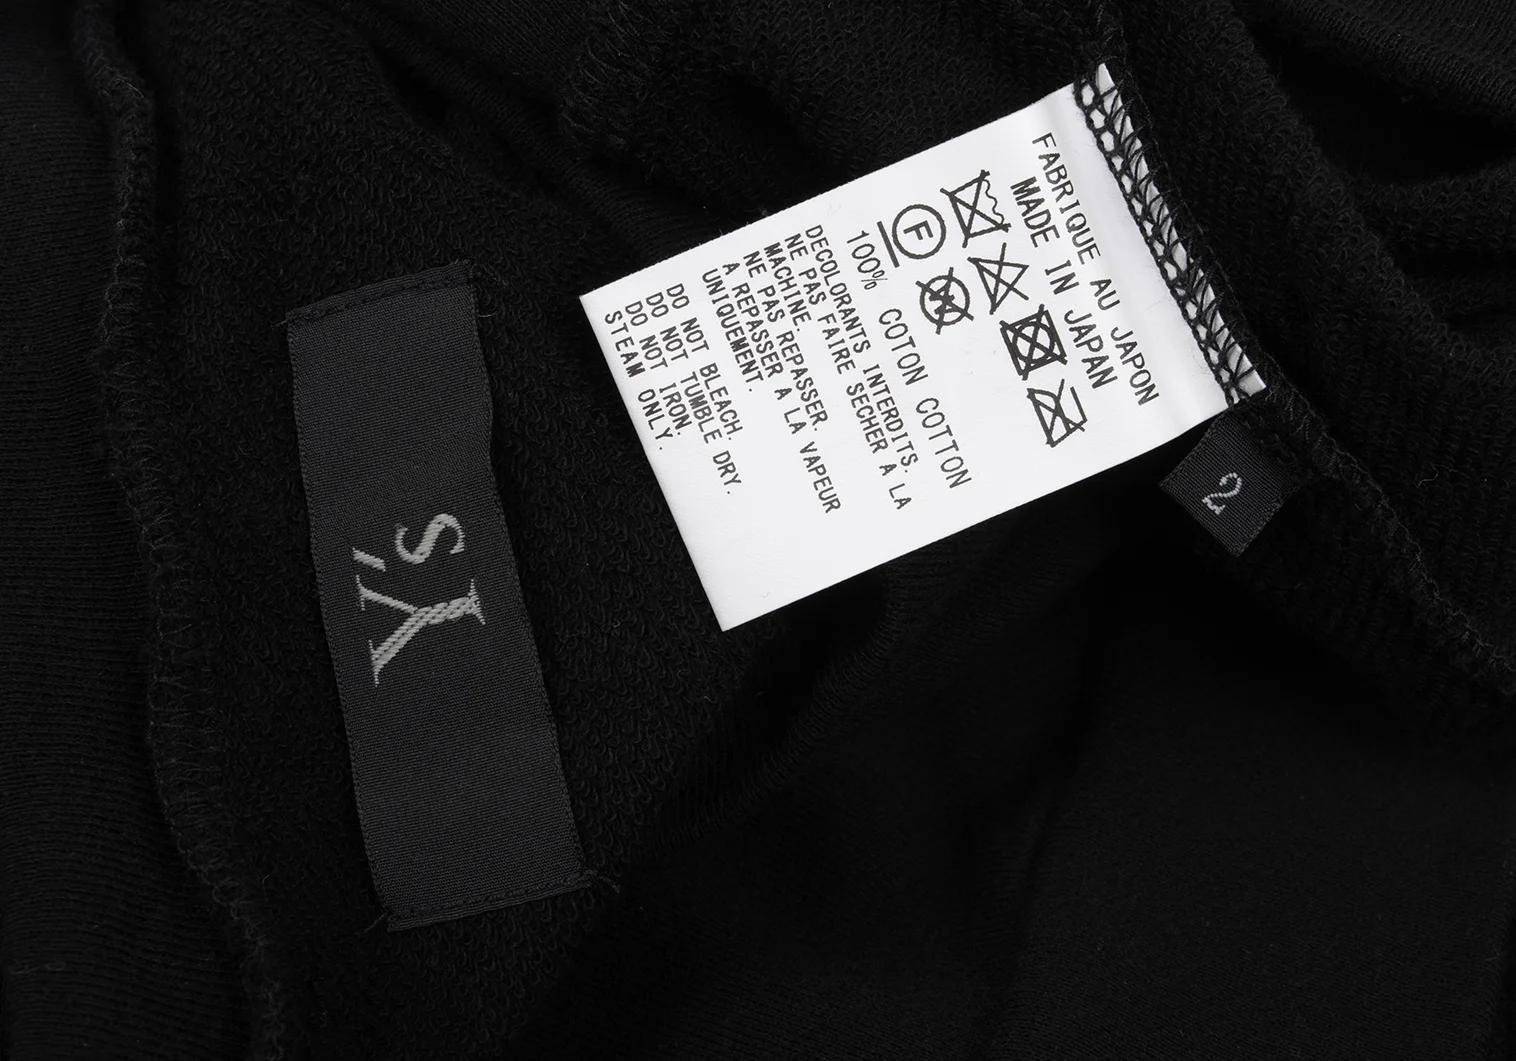 Y's
FABRIQUE AU JAPON
MADE IN JAPAN
F
100% COTON COTTON
DECOLORANTS INTERDITS.
NE PAS FAIRE SECHER A LA
MACHINE.
NE PAS REPASSER.
A REPASSER A LA VAPEUR
UNIQUEMENT.
DO NOT BLEACH.
DO NOT TUMBLE DRY.
DO NOT IRON.
STEAM ONLY.
2